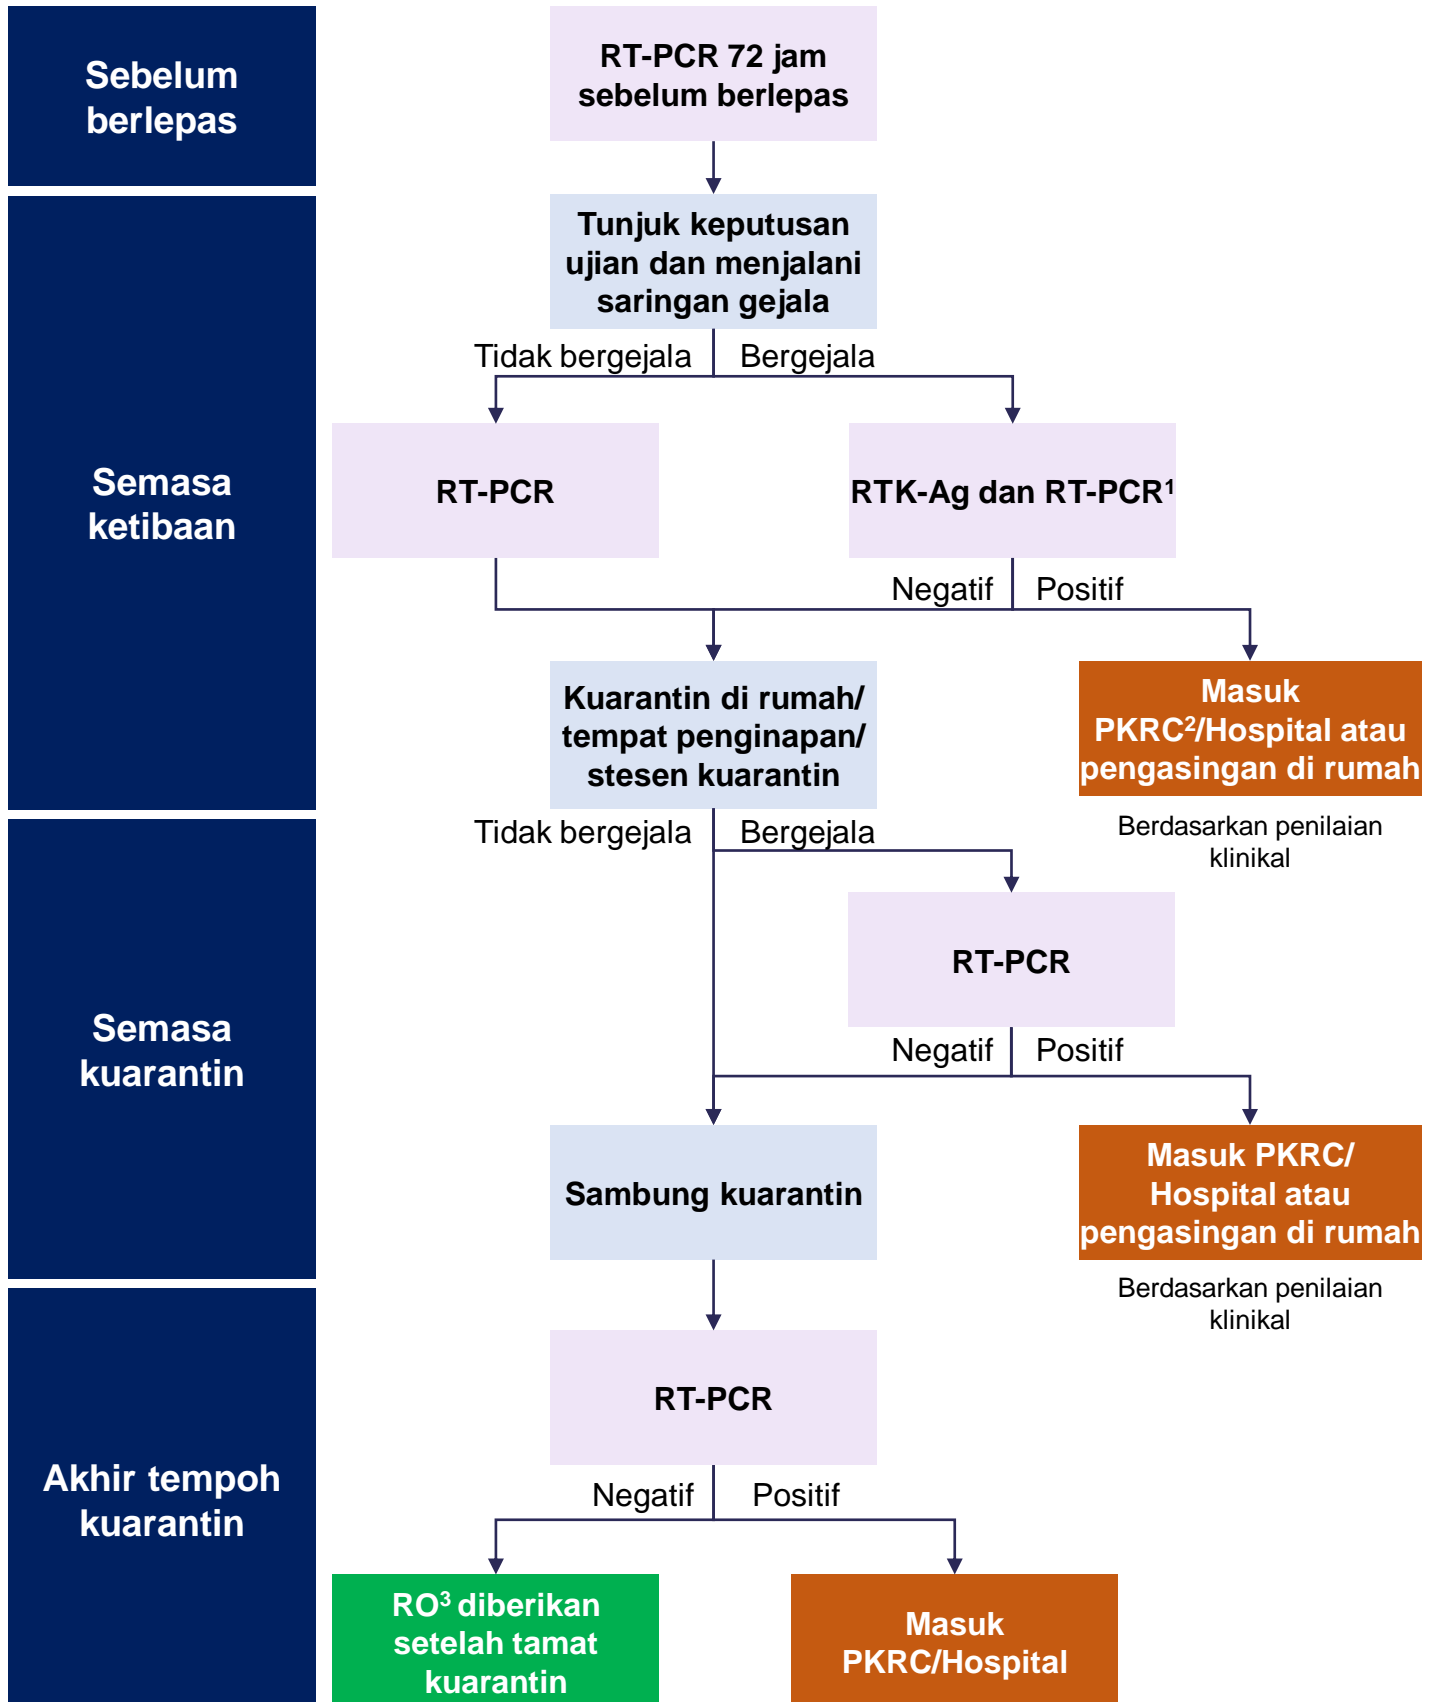 Sebelum
berlepas
RT-PCR 72 jam
sebelum berlepas
Semasa
ketibaan
Tunjuk keputusan
ujian dan menjalani
saringan gejala
Tidak bergejala
Bergejala
RT-PCR
RTK-Ag dan RT-PCR¹
Negatif
Positif
Kuarantin di rumah/
tempat penginapan/
stesen kuarantin
Masuk
PKRC²/Hospital atau
pengasingan di rumah
Berdasarkan penilaian
klinikal
Semasa
kuarantin
Tidak bergejala
Bergejala
RT-PCR
Negatif
Positif
Sambung kuarantin
Masuk PKRC/
Hospital atau
pengasingan di rumah
Berdasarkan penilaian
klinikal
Akhir tempoh
kuarantin
RT-PCR
Negatif
Positif
RO³ diberikan
setelah tamat
kuarantin
Masuk
PKRC/Hospital